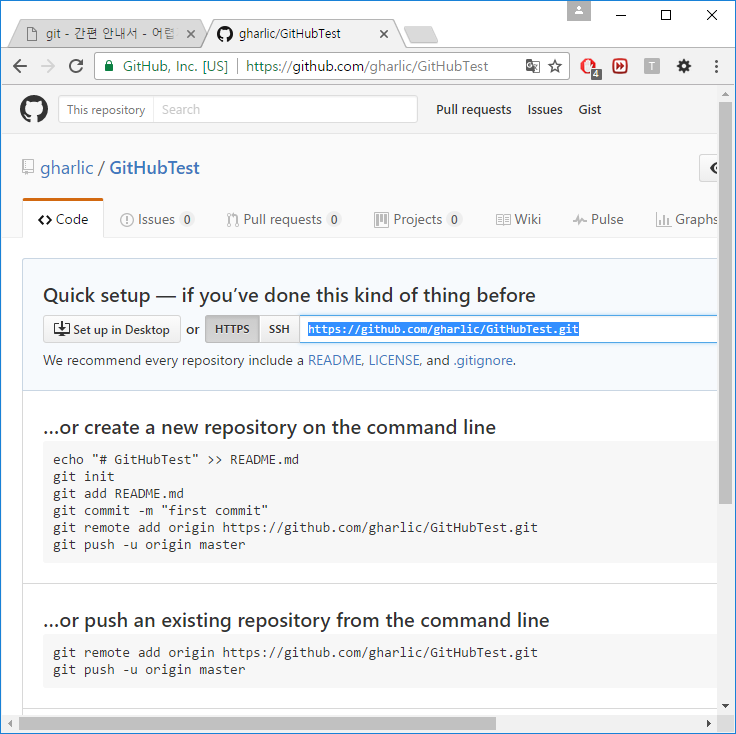 git - 간편 안내서 - 어렵
gharlic/GitHubTest
GitHub, Inc. [US] https://github.com/gharlic/GitHubTest
4
T
This repository Search Pull requests Issues Gist
gharlic / GitHubTest
Code Issues 0 Pull requests 0 Projects 0 Wiki Pulse Graphs
Quick setup — if you’ve done this kind of thing before
Set up in Desktop or HTTPS SSH https://github.com/gharlic/GitHubTest.git
We recommend every repository include a README, LICENSE, and .gitignore.
…or create a new repository on the command line
echo "# GitHubTest" >> README.md
git init
git add README.md
git commit -m "first commit"
git remote add origin https://github.com/gharlic/GitHubTest.git
git push -u origin master
…or push an existing repository from the command line
git remote add origin https://github.com/gharlic/GitHubTest.git
git push -u origin master